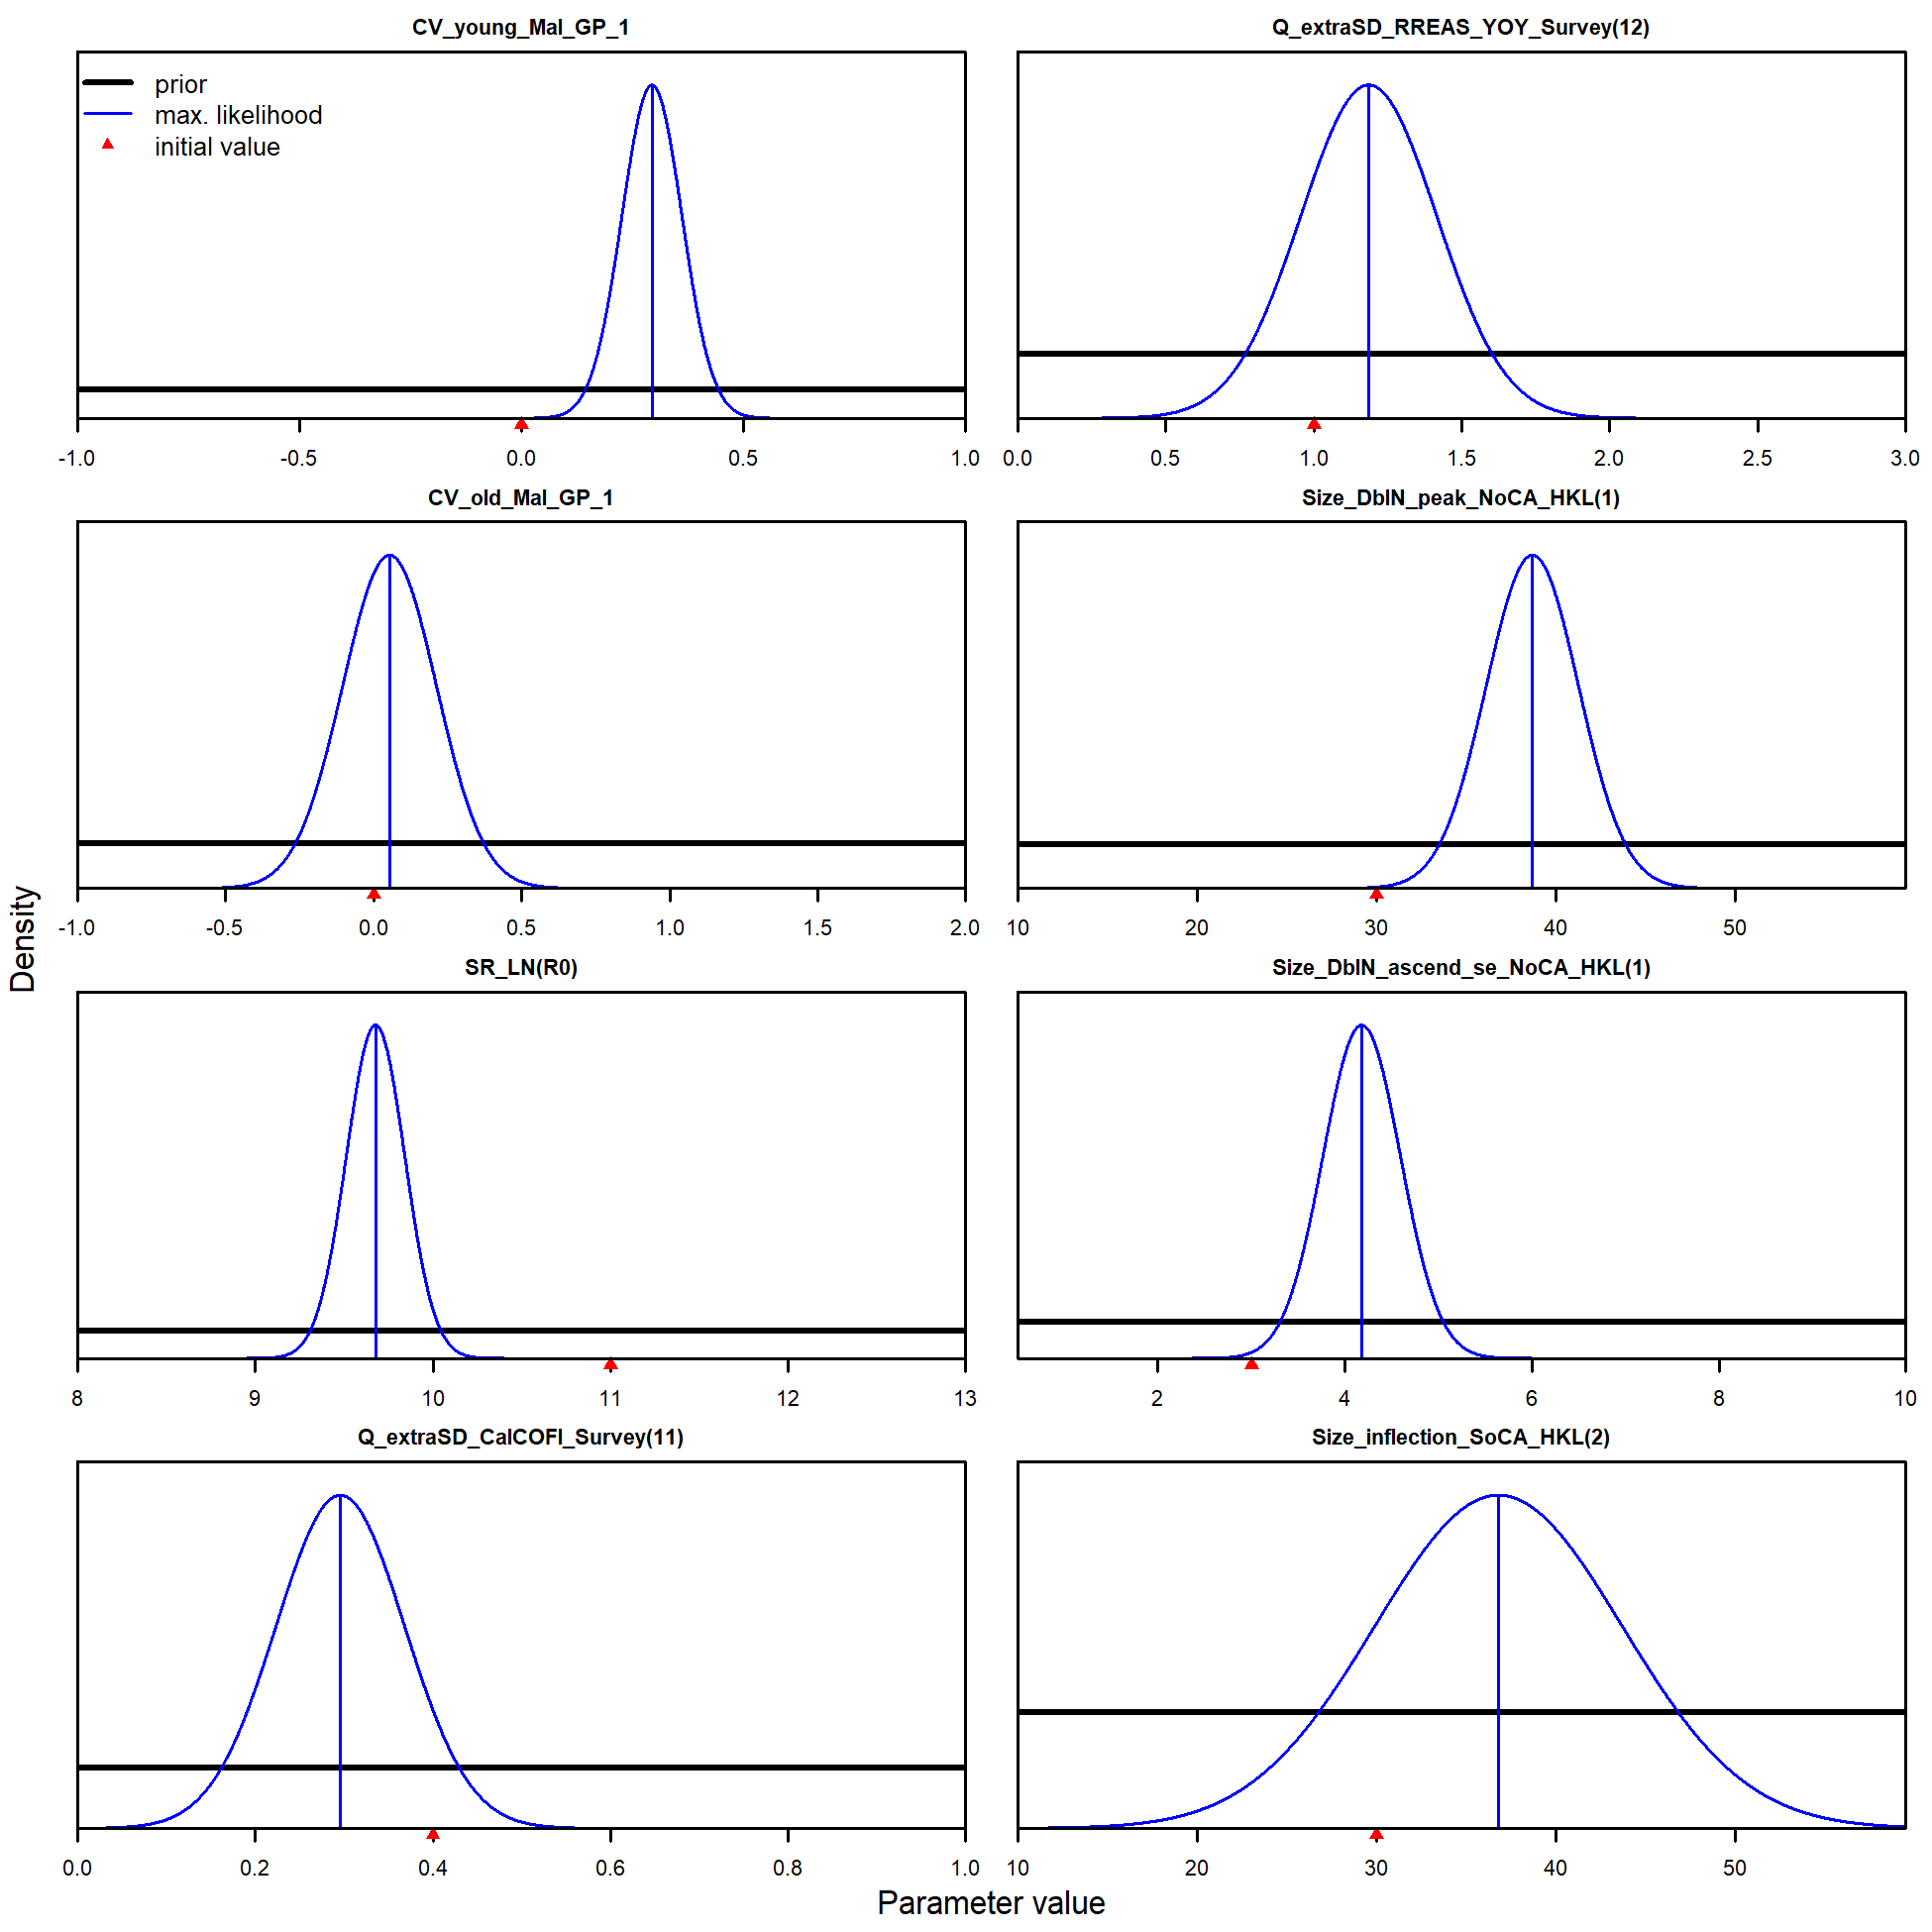 CV_young_Mal_GP_1
prior
max. likelihood
initial value
-1.0 -0.5 0.0 0.5 1.0
Q_extraSD_RREAS_YOY_Survey(12)
0.0 0.5 1.0 1.5 2.0 2.5 3.0
CV_old_Mal_GP_1
-1.0 -0.5 0.0 0.5 1.0 1.5 2.0
Size_DblN_peak_NoCA_HKL(1)
10 20 30 40 50
Density
SR_LN(R0)
8 9 10 11 12 13
Size_DblN_ascend_se_NoCA_HKL(1)
2 4 6 8 10
Q_extraSD_CalCOFI_Survey(11)
0.0 0.2 0.4 0.6 0.8 1.0
Size_inflection_SoCA_HKL(2)
10 20 30 40 50
Parameter value